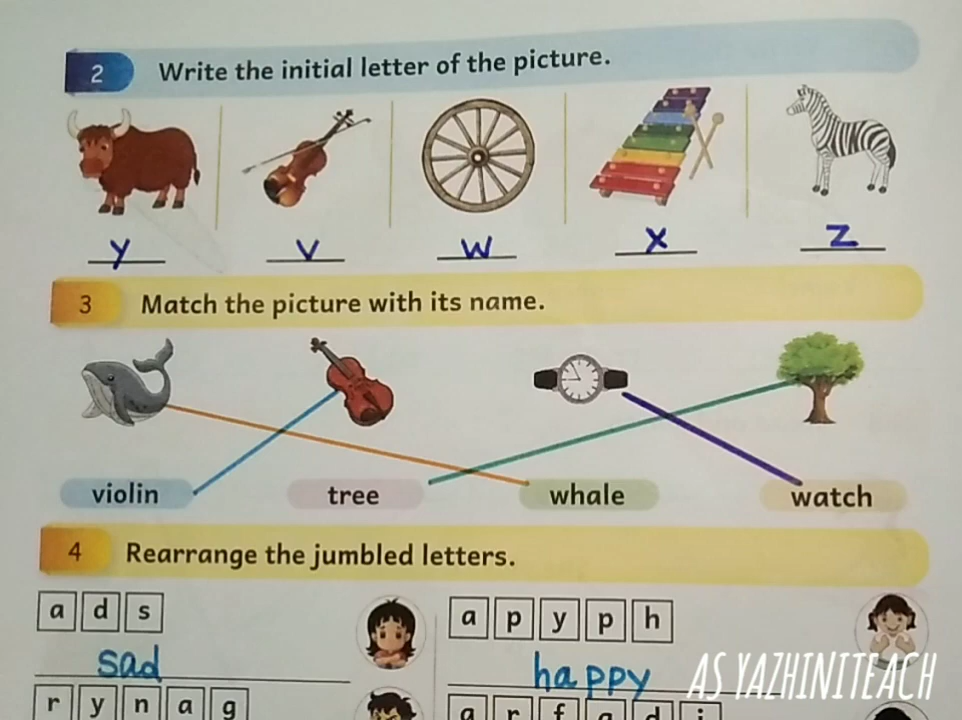 2 Write the initial letter of the picture.
y v w x z
3 Match the picture with its name.
violin tree whale watch
4 Rearrange the jumbled letters.
a d s a p y p h
sad happy
AS YAZHINITEACH
r y n a g a r f a d i